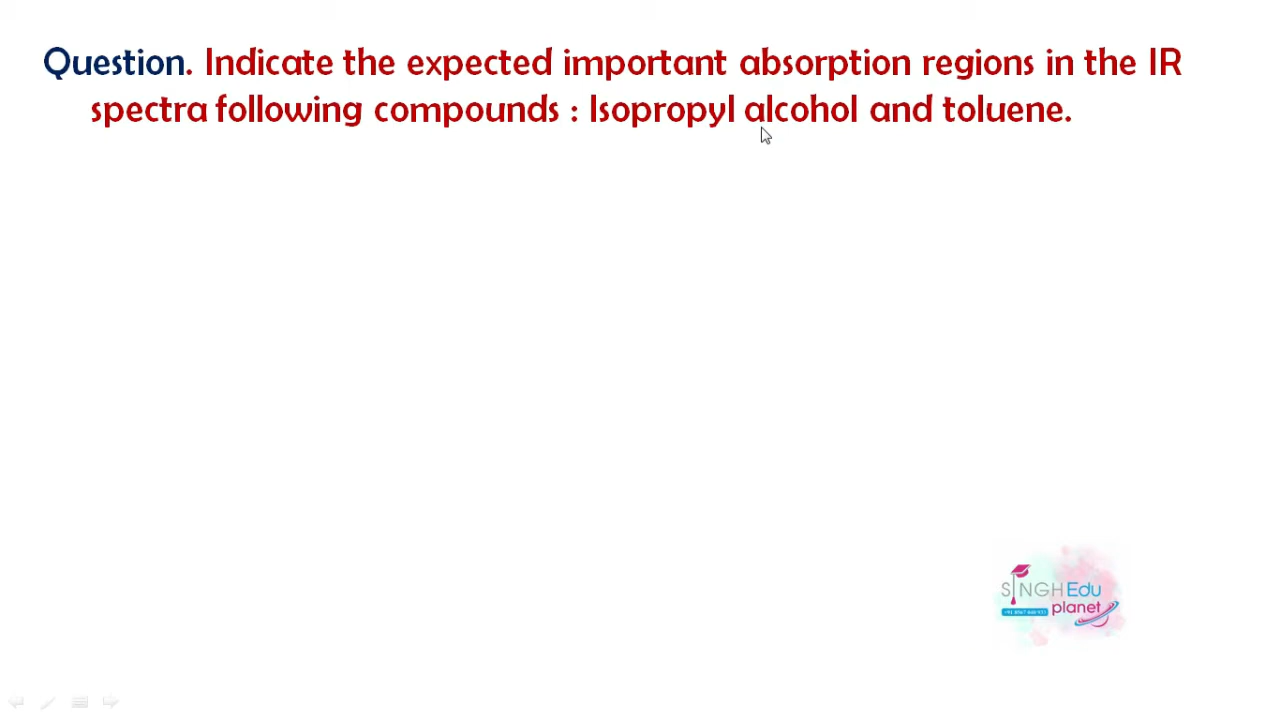 Question. Indicate the expected important absorption regions in the IR
spectra following compounds : Isopropyl alcohol and toluene.
SINGH Edu
planet